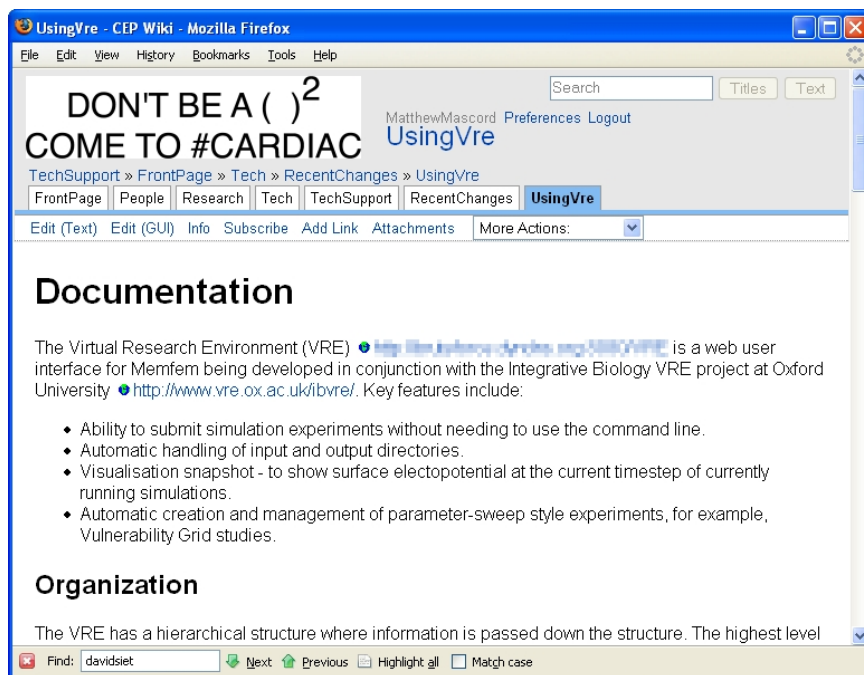 UsingVre - CEP Wiki - Mozilla Firefox
File Edit View History Bookmarks Tools Help
DON'T BE A ( )2
COME TO #CARDIAC
Search Titles Text
MatthewMascord Preferences Logout
UsingVre
TechSupport » FrontPage » Tech » RecentChanges » UsingVre
FrontPage People Research Tech TechSupport RecentChanges UsingVre
Edit (Text) Edit (GUI) Info Subscribe Add Link Attachments More Actions:
Documentation
The Virtual Research Environment (VRE) is a web user
interface for Memfem being developed in conjunction with the Integrative Biology VRE project at Oxford
University http://www.vre.ox.ac.uk/ibvre/. Key features include:
Ability to submit simulation experiments without needing to use the command line.
Automatic handling of input and output directories.
Visualisation snapshot - to show surface electopotential at the current timestep of currently
running simulations.
Automatic creation and management of parameter-sweep style experiments, for example,
Vulnerability Grid studies.
Organization
The VRE has a hierarchical structure where information is passed down the structure. The highest level
Find: davidsiet Next Previous Highlight all Match case